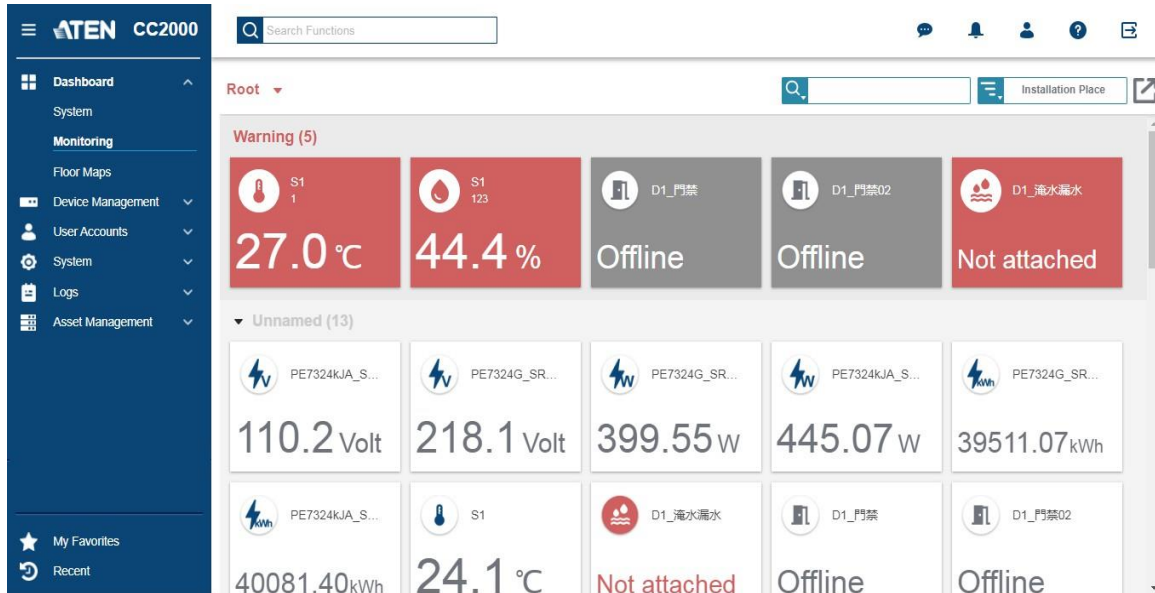 ATEN CC2000
Search Functions
Dashboard
System
Monitoring
Floor Maps
Device Management
User Accounts
System
Logs
Asset Management
My Favorites
Recent
Root
Installation Place
Warning (5)
S1
1
27.0 ℃
S1
123
44.4 %
D1_門禁
Offline
D1_門禁02
Offline
D1_淹水漏水
Not attached
Unnamed (13)
V
PE7324kJA_S...
110.2 Volt
V
PE7324G_SR...
218.1 Volt
W
PE7324G_SR...
399.55 W
W
PE7324kJA_S...
445.07 W
kWh
PE7324G_SR...
39511.07 kWh
kWh
PE7324kJA_S...
40081.40 kWh
S1
24.1 ℃
D1_淹水漏水
Not attached
D1_門禁
Offline
D1_門禁02
Offline